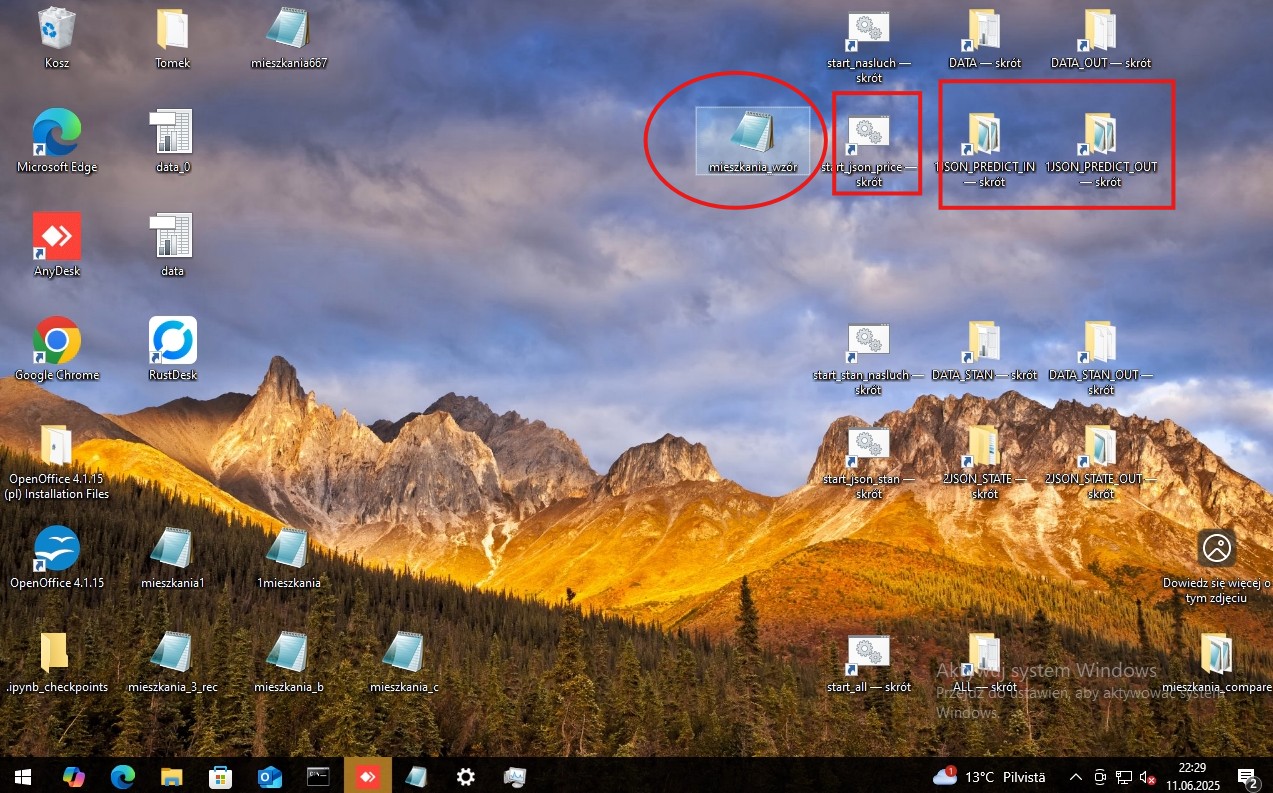 Kosz
Tomek
mieszkania667
start_nasluch —
skrót
DATA — skrót
DATA_OUT — skrót
Microsoft Edge
data_0
mieszkania_wzór
start_json_price —
skrót
1JSON_PREDICT_IN
— skrót
1JSON_PREDICT_OUT
— skrót
AnyDesk
data
Google Chrome
RustDesk
start_stan_nasluch —
skrót
DATA_STAN — skrót
DATA_STAN_OUT —
skrót
OpenOffice 4.1.15
(pl) Installation Files
start_json_stan —
skrót
2JSON_STATE —
skrót
2JSON_STATE_OUT —
skrót
OpenOffice 4.1.15
mieszkania1
1mieszkania
Dowiedz się więcej o
tym zdjęciu
.ipynb_checkpoints
mieszkania_3_rec
mieszkania_b
mieszkania_c
start_all — skrót
ALL — skrót
mieszkania_compare
Aktywuj system Windows
Przejdź do ustawień, aby aktywować system
Windows.
1
13°C Pilvistä
22:29
11.06.2025
2